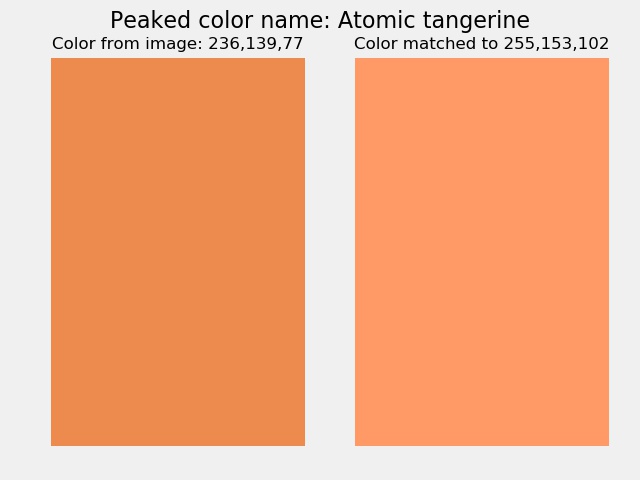 Peaked color name: Atomic tangerine
Color from image: 236,139,77
Color matched to 255,153,102